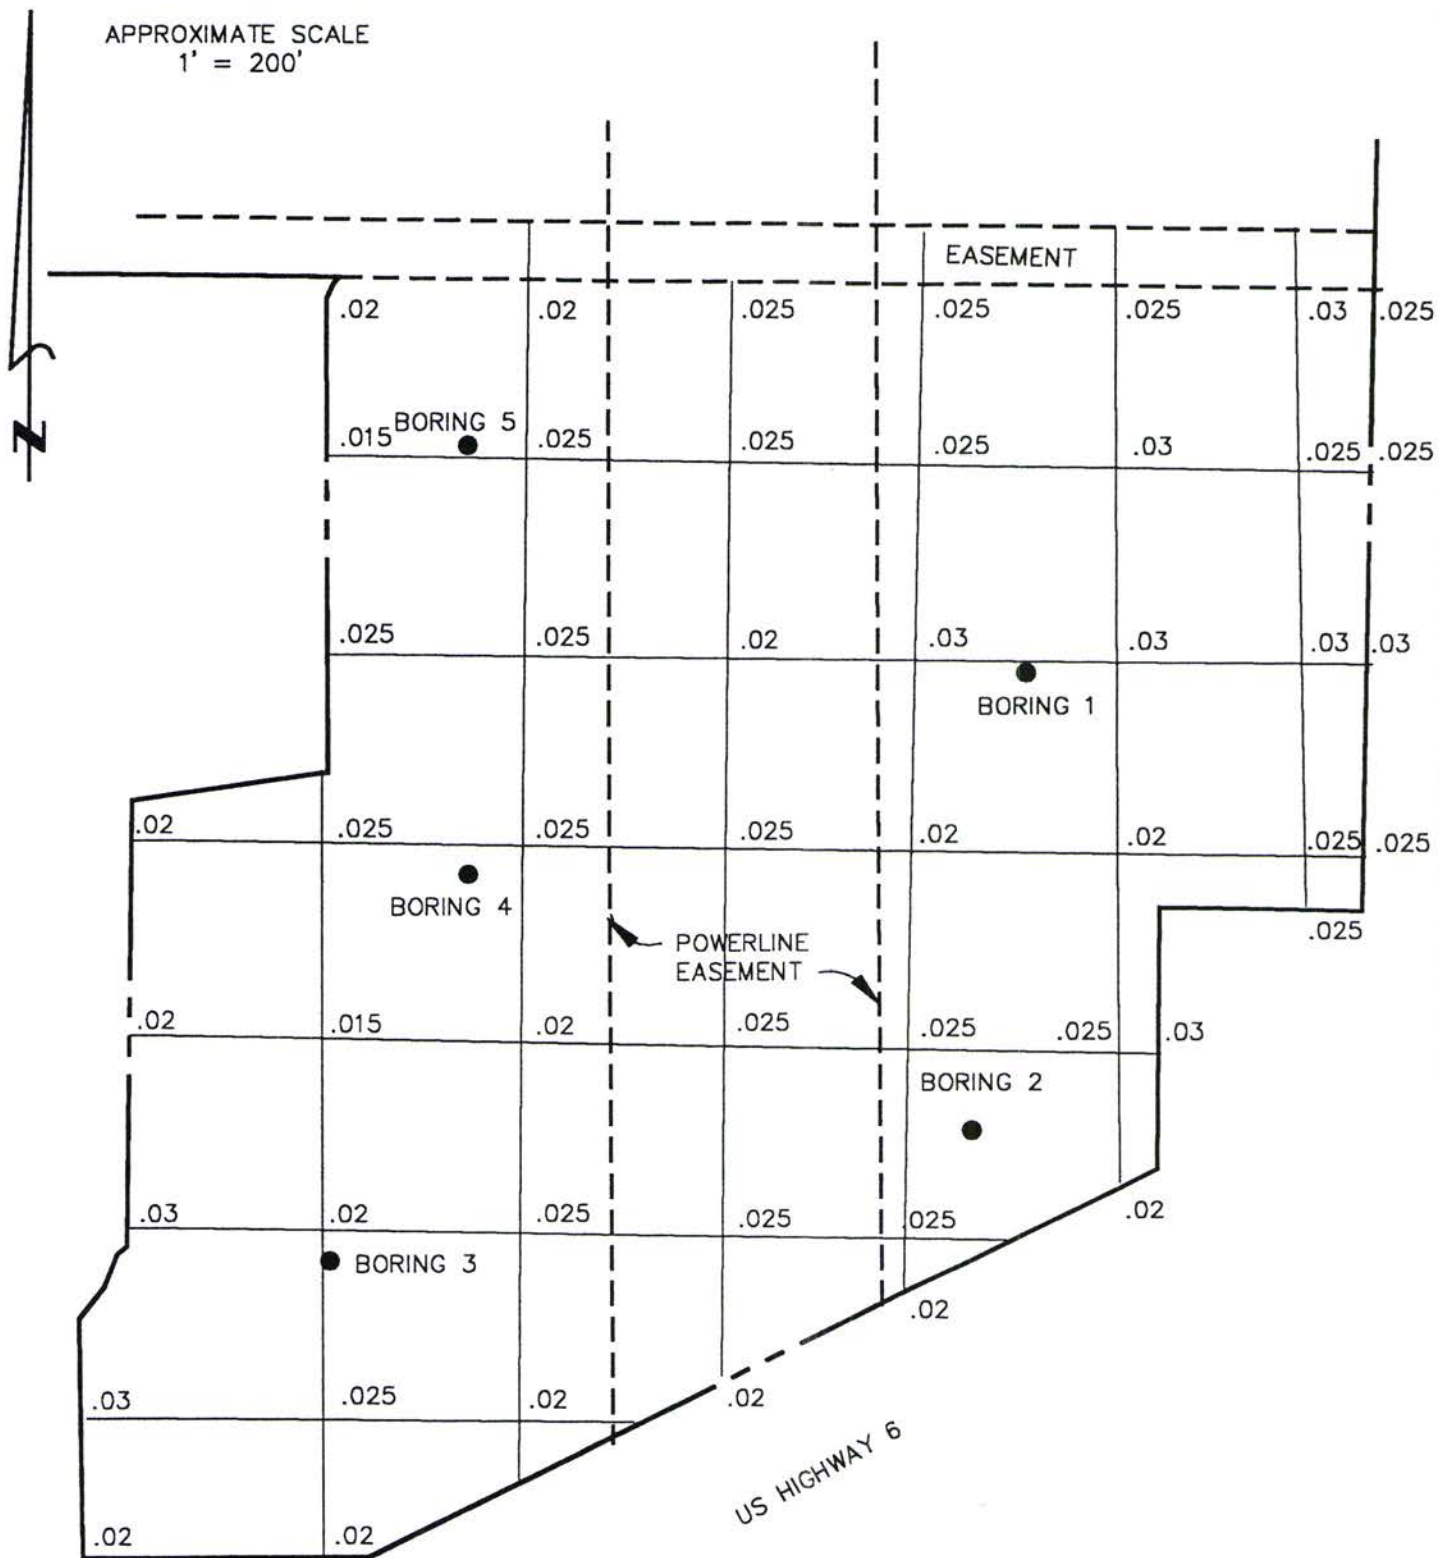 APPROXIMATE SCALE
1' = 200'
EASEMENT
.02 .02 .025 .025 .025 .03 .025
BORING 5
.015 .025 .025 .025 .03 .025 .025
N
.025 .025 .02 .03 .03 .03 .03
BORING 1
.02 .025 .025 .025 .02 .02 .025 .025
BORING 4
.025
POWERLINE
EASEMENT
.02 .015 .02 .025 .025 .025 .03
BORING 2
.03 .02 .025 .025 .025 .02
BORING 3
.02
.03 .025 .02 .02
US HIGHWAY 6
.02 .02